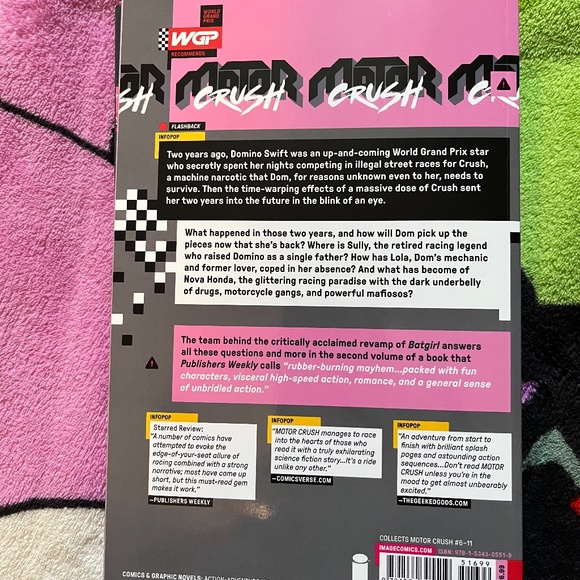 WORLD
GRAND
PRIX
WGP
RECOMMENDS
MOTOR MOTOR
CRUSH CRUSH
FLASHBACK
INFOPOP
Two years ago, Domino Swift was an up-and-coming World Grand Prix star
who secretly spent her nights competing in illegal street races for Crush,
a machine narcotic that Dom, for reasons unknown even to her, needs to
survive. Then the time-warping effects of a massive dose of Crush sent
her two years into the future in the blink of an eye.
What happened in those two years, and how will Dom pick up the
pieces now that she's back? Where is Sully, the retired racing legend
who raised Domino as a single father? How has Lola, Dom's mechanic
and former lover, coped in her absence? And what has become of
Nova Honda, the glittering racing paradise with the dark underbelly
of drugs, motorcycle gangs, and powerful mafiosos?
The team behind the critically acclaimed revamp of Batgirl answers
all these questions and more in the second volume of a book that
Publishers Weekly calls "rubber-burning mayhem...packed with fun
characters, visceral high-speed action, romance, and a general sense
of unbridled action."
INFOPOP
Starred Review:
"A number of comics have
attempted to evoke the
edge-of-your-seat allure of
racing combined with a strong
narrative; most have come up
short, but this must-read gem
makes it work."
—PUBLISHERS WEEKLY
INFOPOP
"MOTOR CRUSH manages to race
into the hearts of those who
read it with a truly exhilarating
science fiction story...It's a ride
unlike any other."
—COMICSVERSE.COM
INFOPOP
"An adventure from start to
finish with brilliant splash
pages and astounding action
sequences...Don't read MOTOR
CRUSH unless you're in the
mood to get almost unbearably
excited."
—THEGEEKEDGODS.COM
COLLECTS MOTOR CRUSH #6–11
IMAGECOMICS.COM ISBN: 978-1-5343-0551-9
51699
COMICS & GRAPHIC NOVELS: ACTION-ADVENTURE